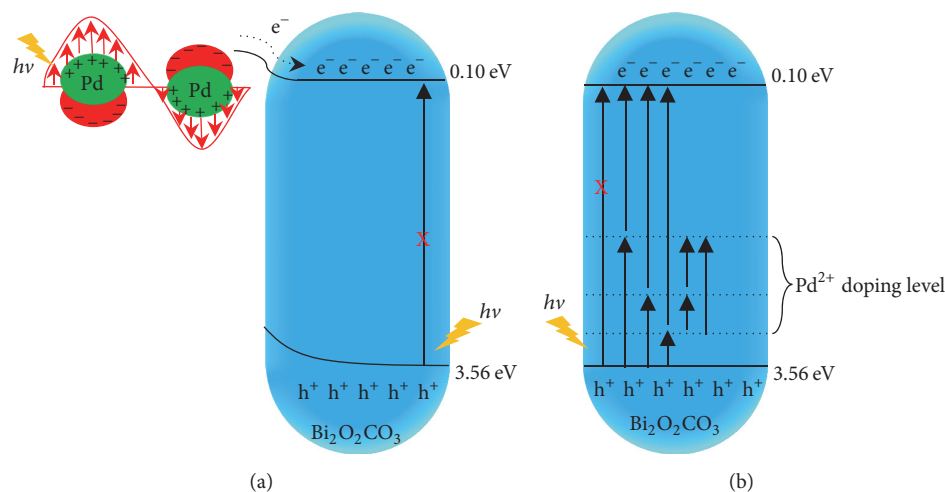 hν
Pd
Pd
e⁻
e⁻ e⁻ e⁻ e⁻ e⁻
0.10 eV
X
hν
3.56 eV
h⁺ h⁺ h⁺ h⁺ h⁺
Bi₂O₂CO₃
(a)
e⁻ e⁻ e⁻ e⁻ e⁻ e⁻
0.10 eV
X
Pd²⁺ doping level
hν
3.56 eV
h⁺ h⁺ h⁺ h⁺ h⁺ h⁺
Bi₂O₂CO₃
(b)